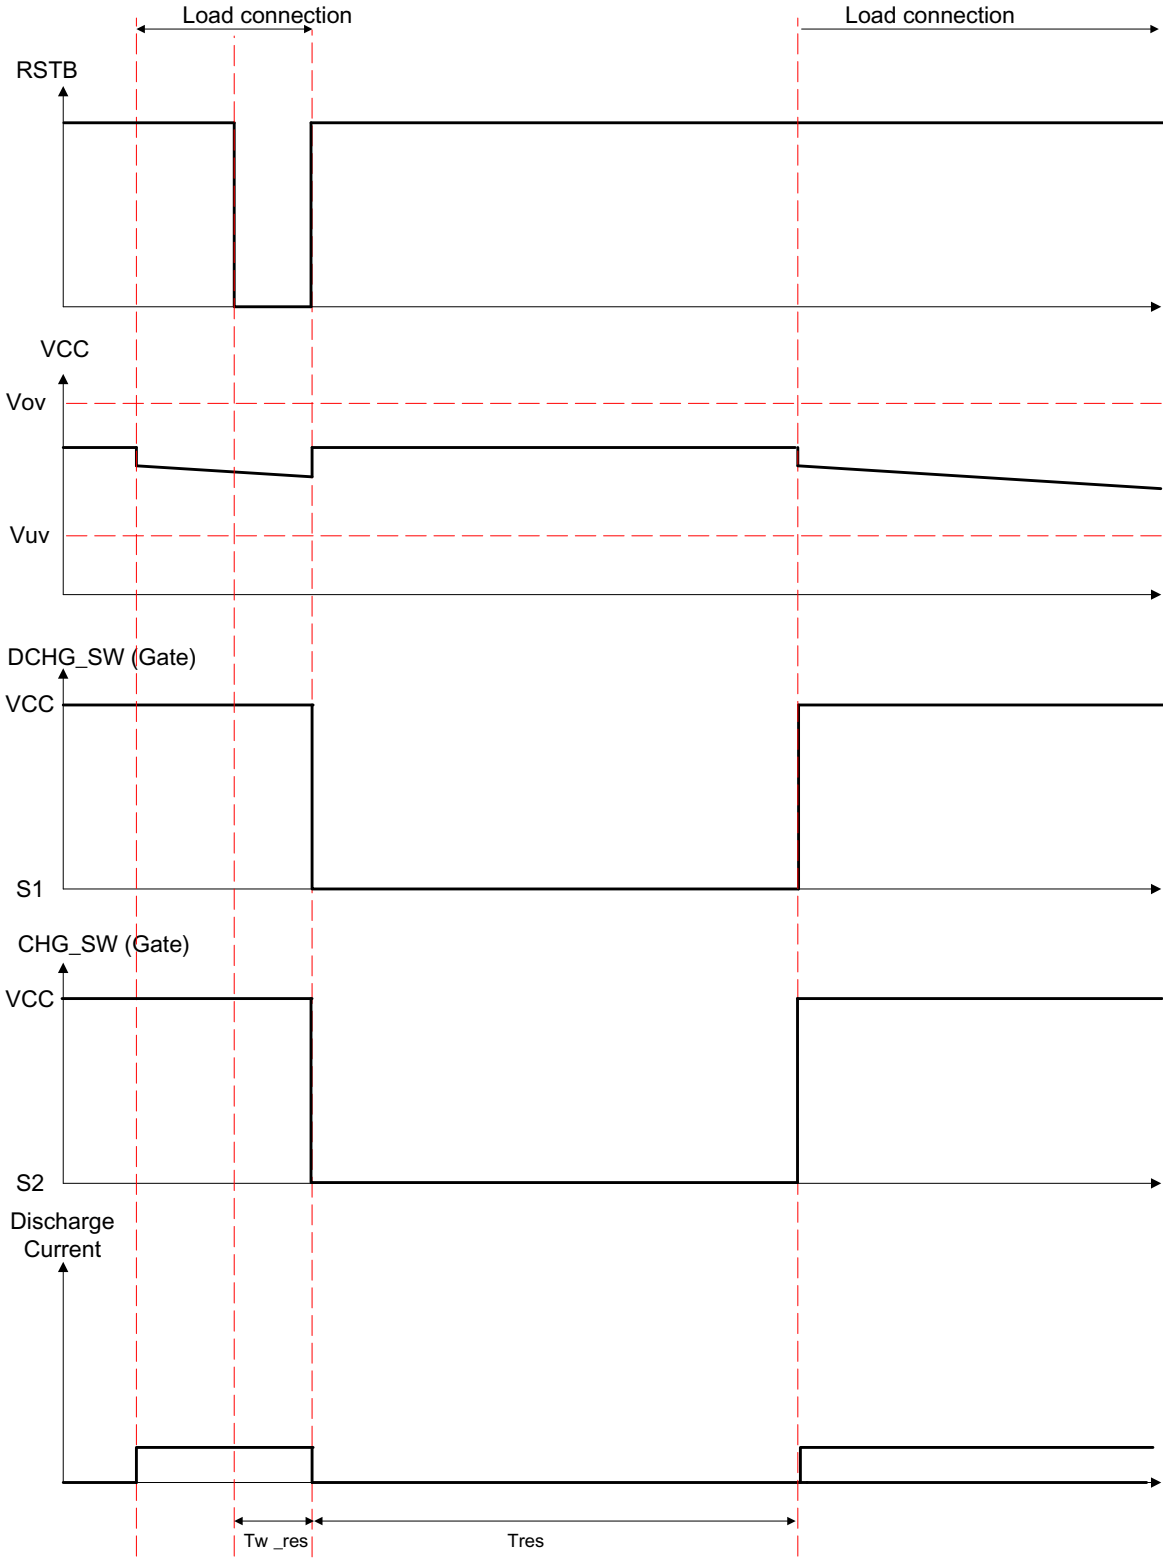 Load connection
Load connection
RSTB
VCC
Vov
Vuv
DCHG_SW (Gate)
VCC
S1
CHG_SW (Gate)
VCC
S2
Discharge
Current
Tw _res
Tres